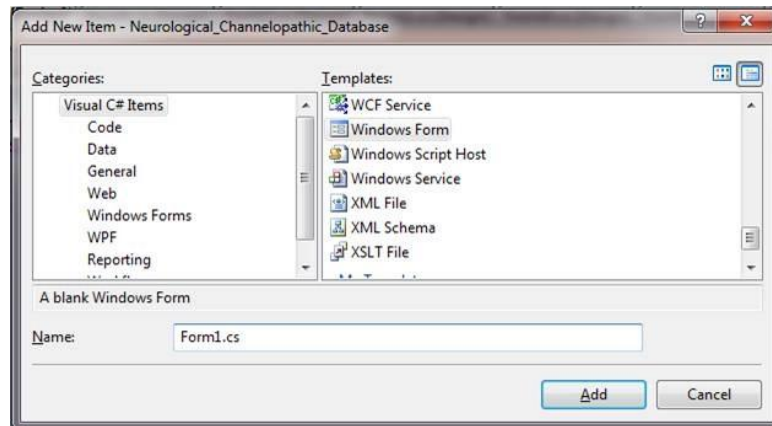 Add New Item - Neurological_Channelopathic_Database
Categories:
Templates:
Visual C# Items
Code
Data
General
Web
Windows Forms
WPF
Reporting
WCF Service
Windows Form
Windows Script Host
Windows Service
XML File
XML Schema
XSLT File
A blank Windows Form
Name:
Form1.cs
Add
Cancel